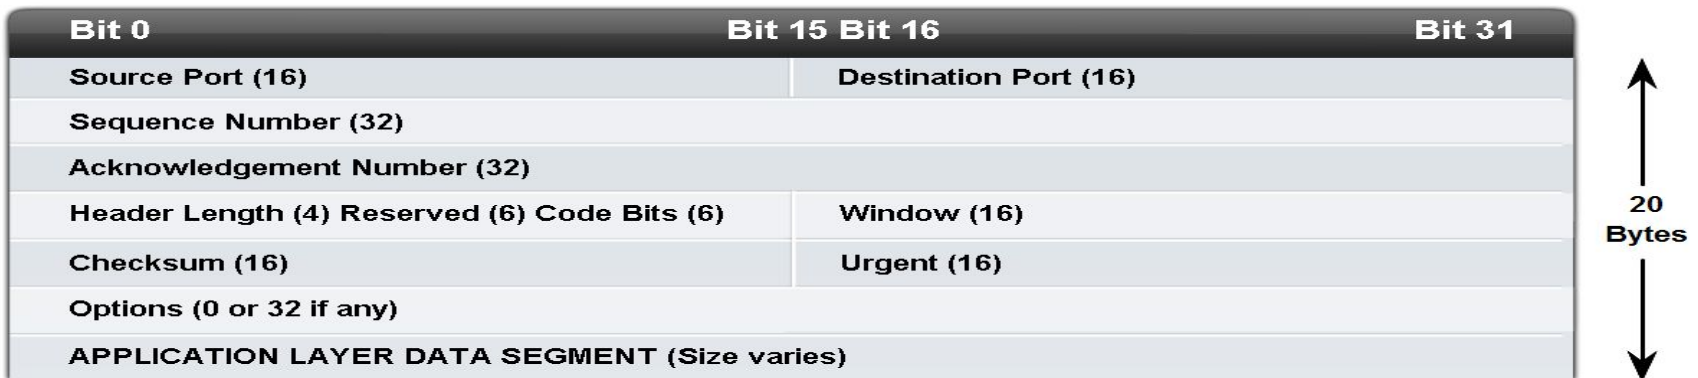 Bit 0 Bit 15 Bit 16 Bit 31
Source Port (16) Destination Port (16)
Sequence Number (32)
Acknowledgement Number (32)
Header Length (4) Reserved (6) Code Bits (6) Window (16)
Checksum (16) Urgent (16)
Options (0 or 32 if any)
APPLICATION LAYER DATA SEGMENT (Size varies)
20
Bytes